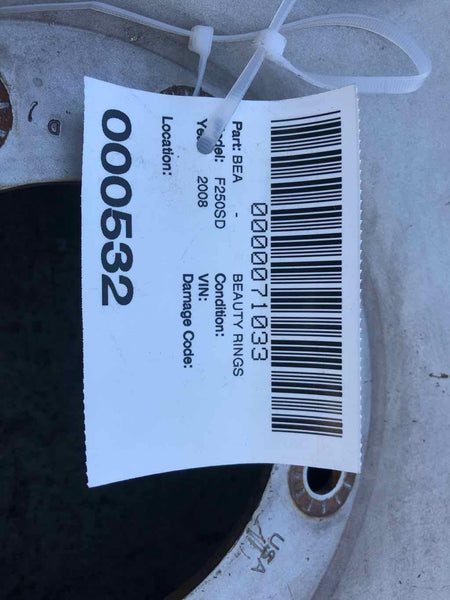 0000071033
Part: BEA - BEAUTY RINGS
Model: F250SD Condition:
Year: 2008 VIN:
Damage Code:
Location:
000532
USA